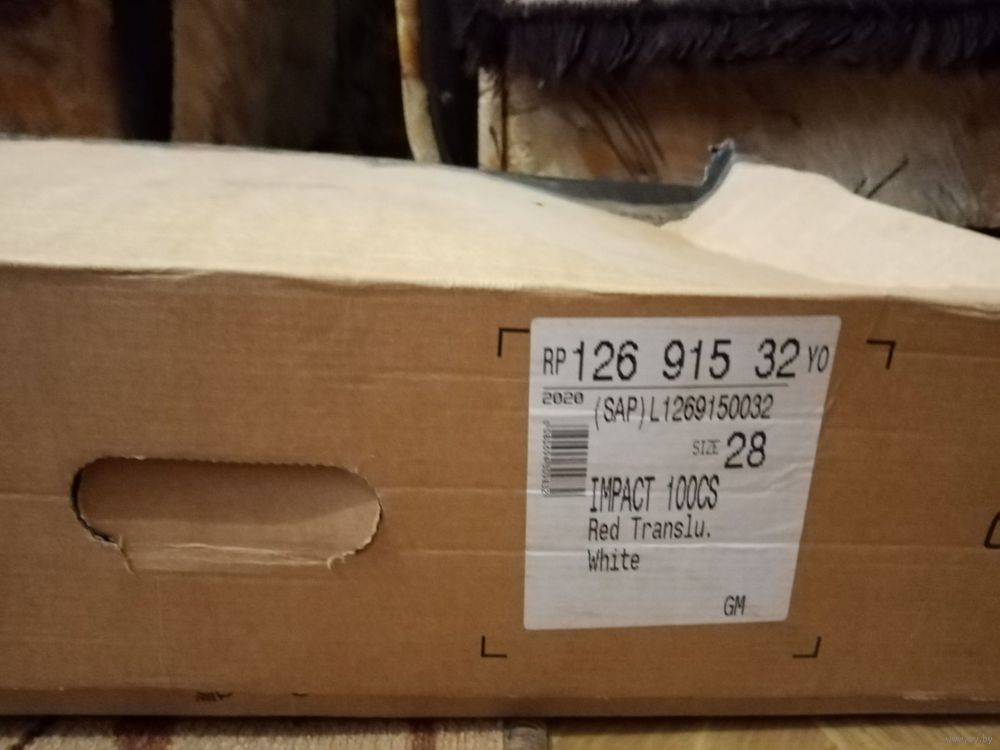 RP 126 915 32 YO
2020
(SAP)L1269150032
SIZE 28
IMPACT 100CS
Red Translu.
White
GM